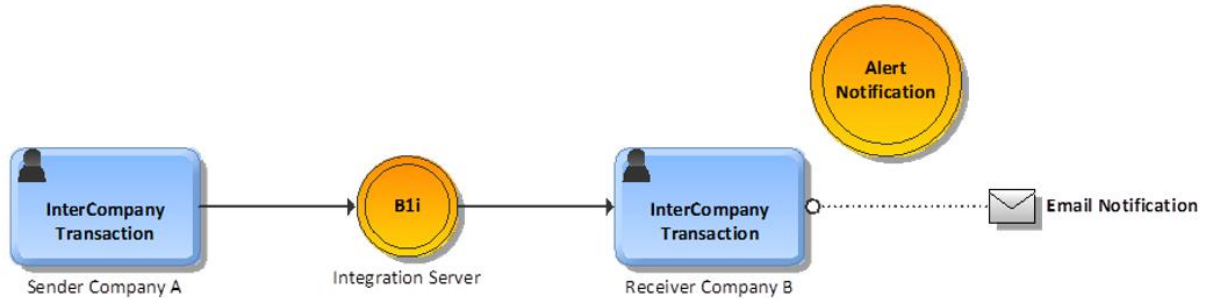 Alert
Notification
InterCompany
Transaction
B1i
InterCompany
Transaction
Email Notification
Sender Company A
Integration Server
Receiver Company B